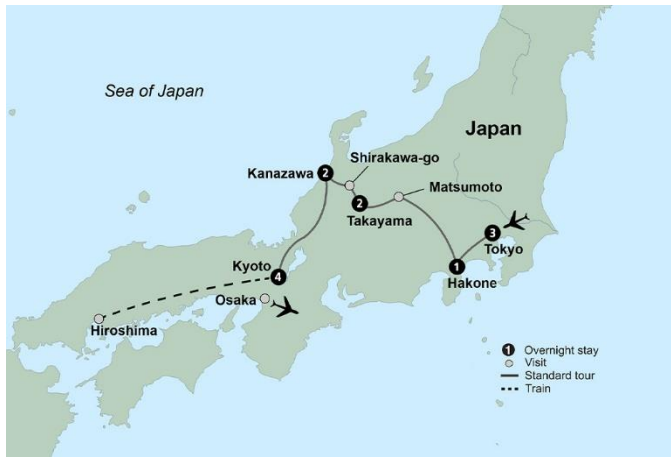 Sea of Japan
Japan
Shirakawa-go
Kanazawa
2
Matsumoto
2
Takayama
3
Tokyo
Kyoto
4
1
Hakone
Osaka
Hiroshima
1 Overnight stay
Visit
Standard tour
Train